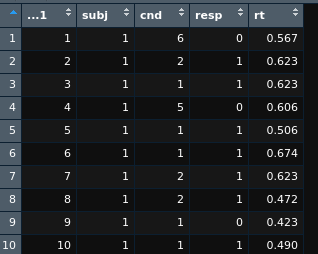 ...1 subj cnd resp rt
1 1 1 6 0 0.567
2 2 1 2 1 0.623
3 3 1 1 1 0.623
4 4 1 5 0 0.606
5 5 1 1 1 0.506
6 6 1 1 1 0.674
7 7 1 2 1 0.623
8 8 1 2 1 0.472
9 9 1 1 0 0.423
10 10 1 1 1 0.490